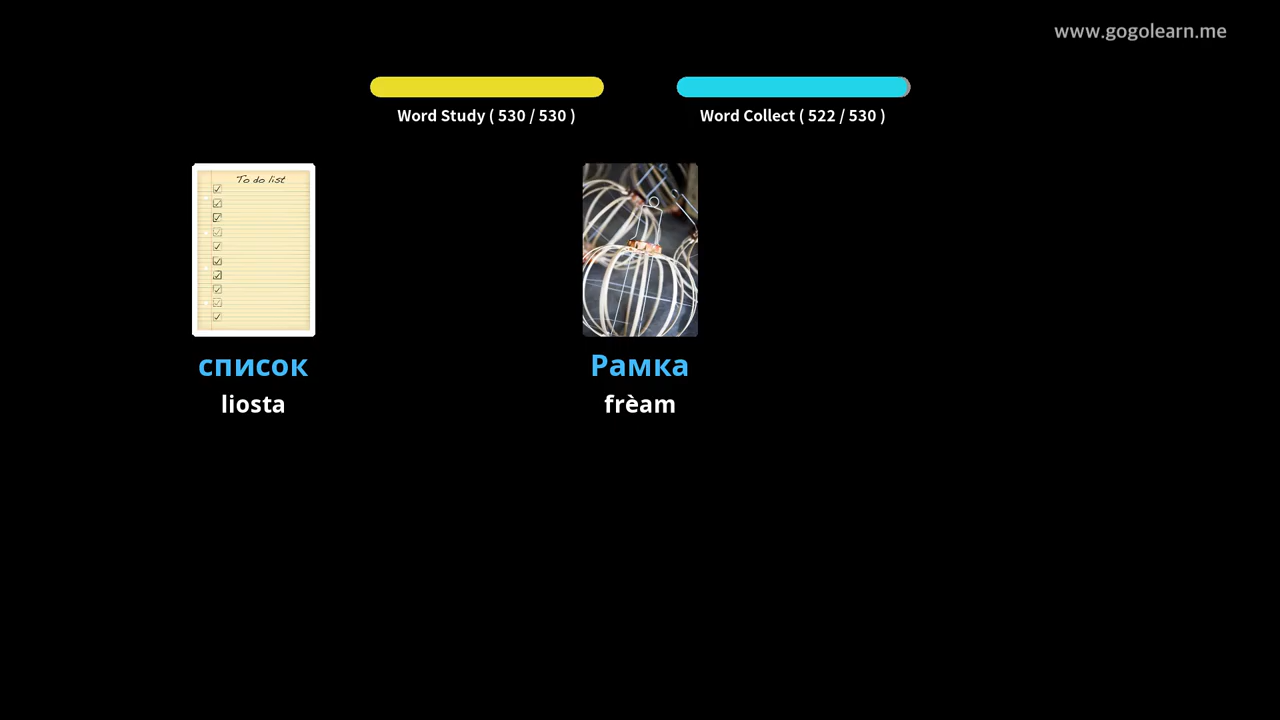 www.gogolearn.me
Word Study ( 530 / 530 )
Word Collect ( 522 / 530 )
To do list
список
liosta
Рамка
frèam